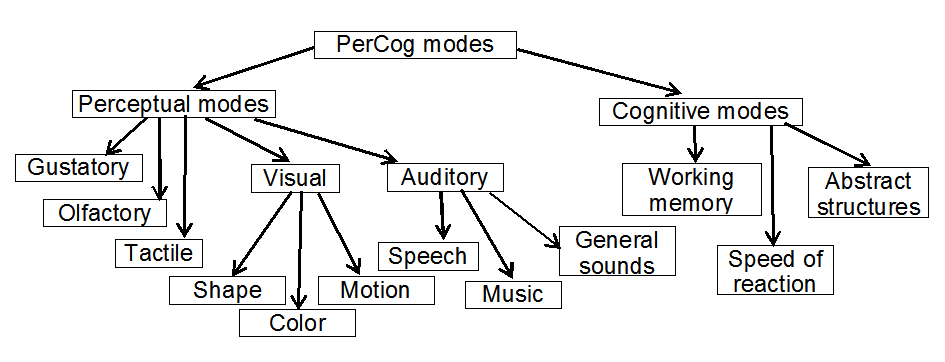 PerCog modes
Perceptual modes
Cognitive modes
Gustatory
Olfactory
Tactile
Visual
Auditory
Shape
Color
Motion
Speech
Music
General
sounds
Working
memory
Speed of
reaction
Abstract
structures